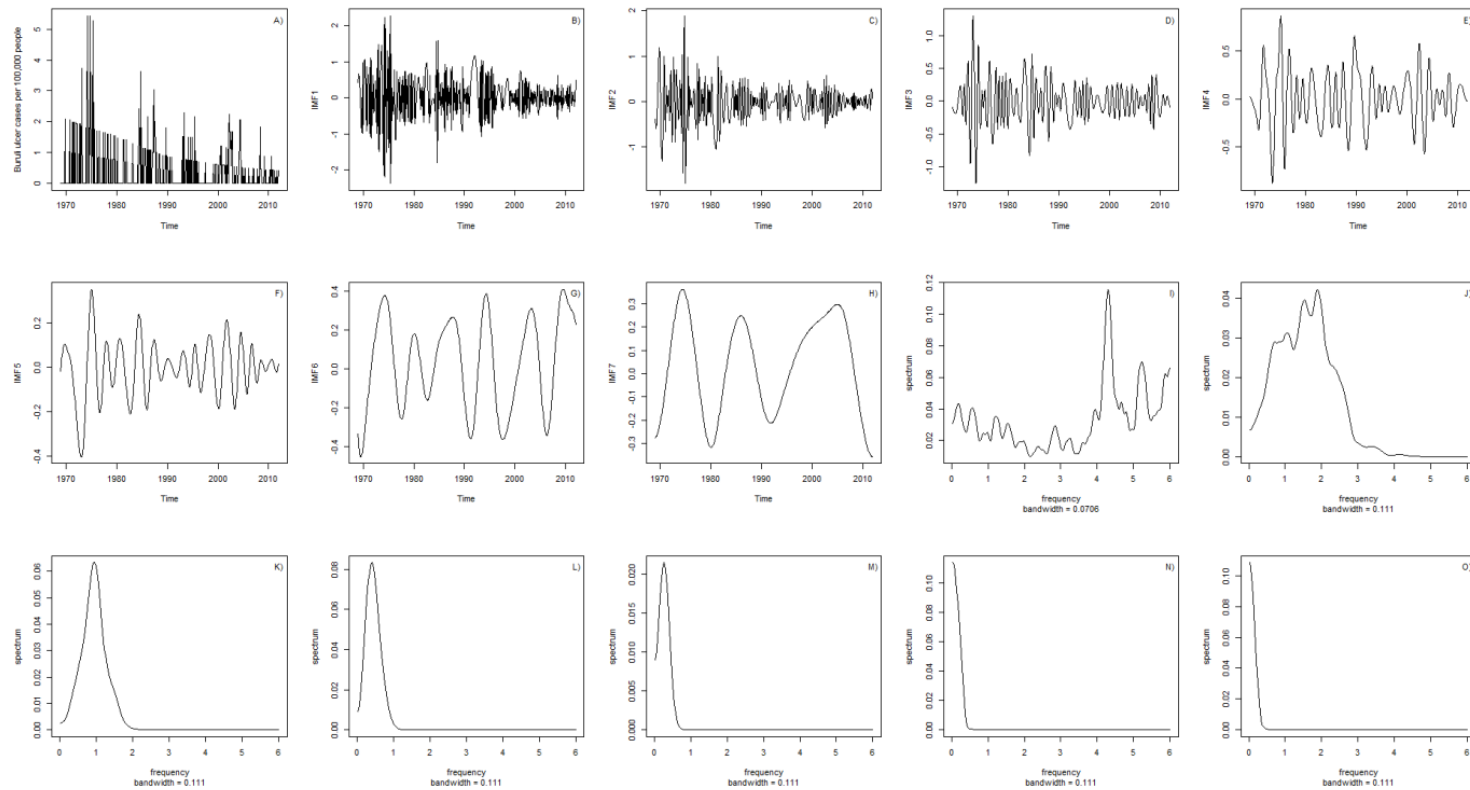 A)
Buruli ulcer cases per 100,000 people
5
4
3
2
1
0
1970 1980 1990 2000 2010
Time
B)
IMF1
2
1
0
-1
-2
1970 1980 1990 2000 2010
Time
C)
IMF2
2
1
0
-1
1970 1980 1990 2000 2010
Time
D)
IMF3
1.0
0.5
0.0
-0.5
-1.0
1970 1980 1990 2000 2010
Time
E)
IMF4
0.5
0.0
-0.5
1970 1980 1990 2000 2010
Time
F)
IMF5
0.2
0.0
-0.2
-0.4
1970 1980 1990 2000 2010
Time
G)
IMF6
0.4
0.2
0.0
-0.2
-0.4
1970 1980 1990 2000 2010
Time
H)
IMF7
0.3
0.2
0.1
0.0
-0.1
-0.3
1970 1980 1990 2000 2010
Time
I)
spectrum
0.12
0.10
0.08
0.06
0.04
0.02
0 1 2 3 4 5 6
frequency
bandwidth = 0.0706
J)
spectrum
0.04
0.03
0.02
0.01
0.00
0 1 2 3 4 5 6
frequency
bandwidth = 0.111
K)
spectrum
0.06
0.05
0.04
0.03
0.02
0.01
0.00
0 1 2 3 4 5 6
frequency
bandwidth = 0.111
L)
spectrum
0.08
0.06
0.04
0.02
0.00
0 1 2 3 4 5 6
frequency
bandwidth = 0.111
M)
spectrum
0.020
0.015
0.010
0.005
0.000
0 1 2 3 4 5 6
frequency
bandwidth = 0.111
N)
spectrum
0.10
0.08
0.06
0.04
0.02
0.00
0 1 2 3 4 5 6
frequency
bandwidth = 0.111
O)
spectrum
0.10
0.08
0.06
0.04
0.02
0.00
0 1 2 3 4 5 6
frequency
bandwidth = 0.111